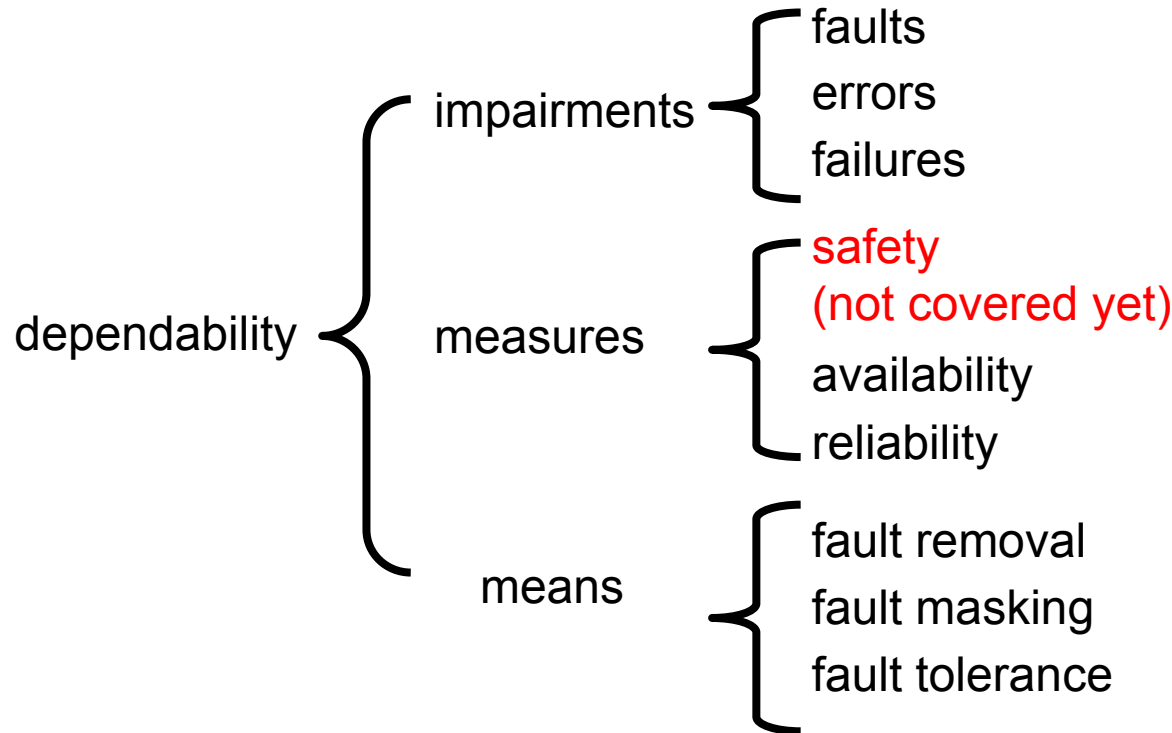 dependability
impairments
faults
errors
failures
measures
safety
(not covered yet)
availability
reliability
means
fault removal
fault masking
fault tolerance